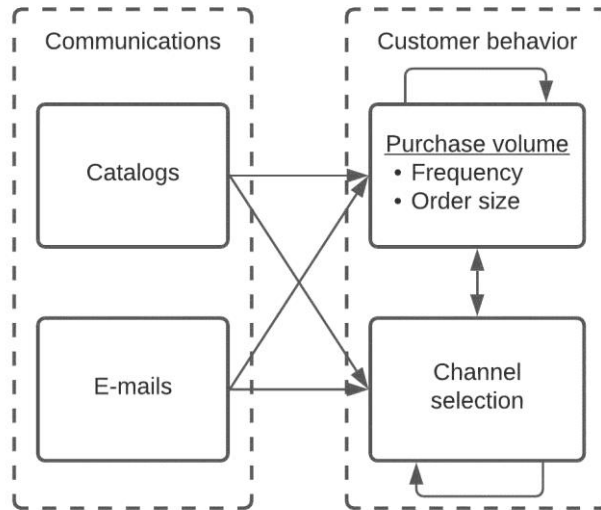 Communications
Customer behavior
Catalogs
Purchase volume
• Frequency
• Order size
E-mails
Channel
selection